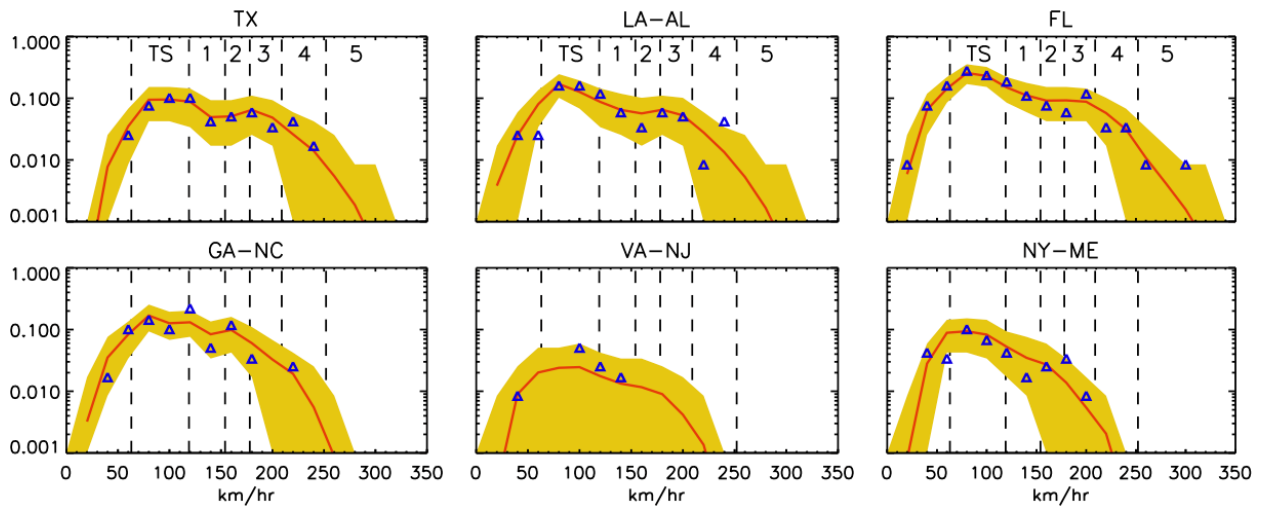 TX LA−AL FL
1.000 TS 1 2 3 4 5 TS 1 2 3 4 5 TS 1 2 3 4 5
0.100
0.010
0.001
GA−NC VA−NJ NY−ME
1.000
0.100
0.010
0.001
0 50 100 150 200 250 300 350 0 50 100 150 200 250 300 350 0 50 100 150 200 250 300 350
km/hr km/hr km/hr